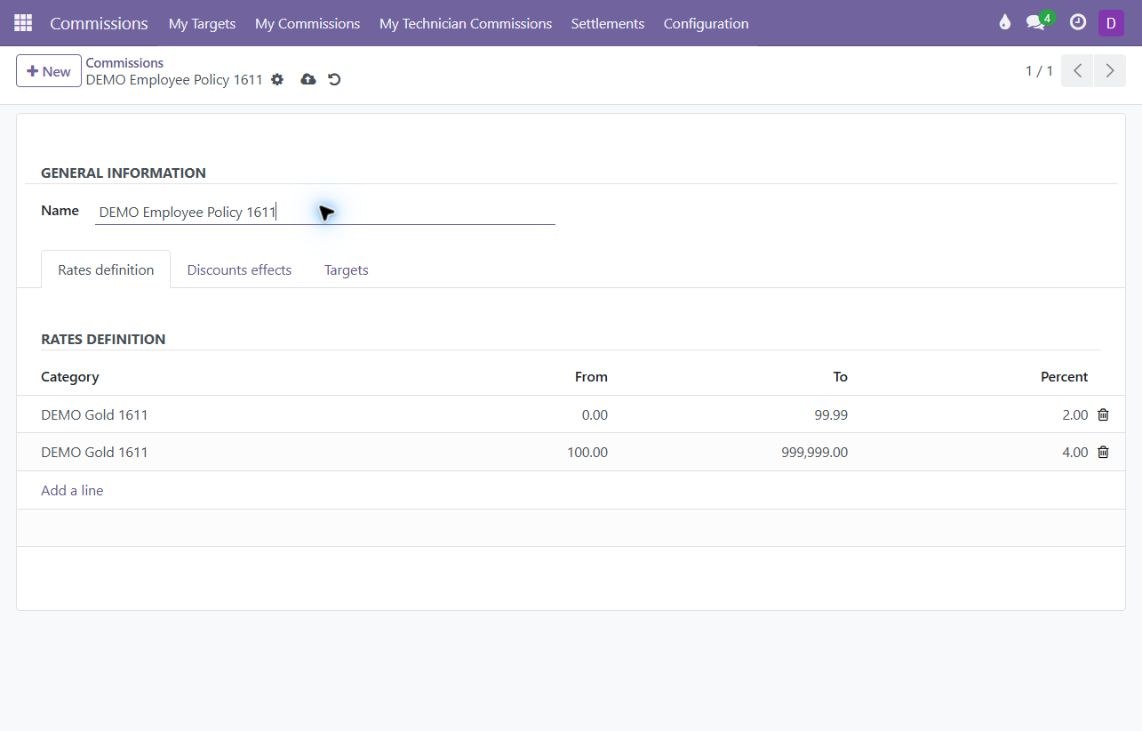 Commissions My Targets My Commissions My Technician Commissions Settlements Configuration 4 D
New Commissions
DEMO Employee Policy 1611 1 / 1
GENERAL INFORMATION
Name DEMO Employee Policy 1611
Rates definition Discounts effects Targets
RATES DEFINITION
Category From To Percent
DEMO Gold 1611 0.00 99.99 2.00
DEMO Gold 1611 100.00 999,999.00 4.00
Add a line